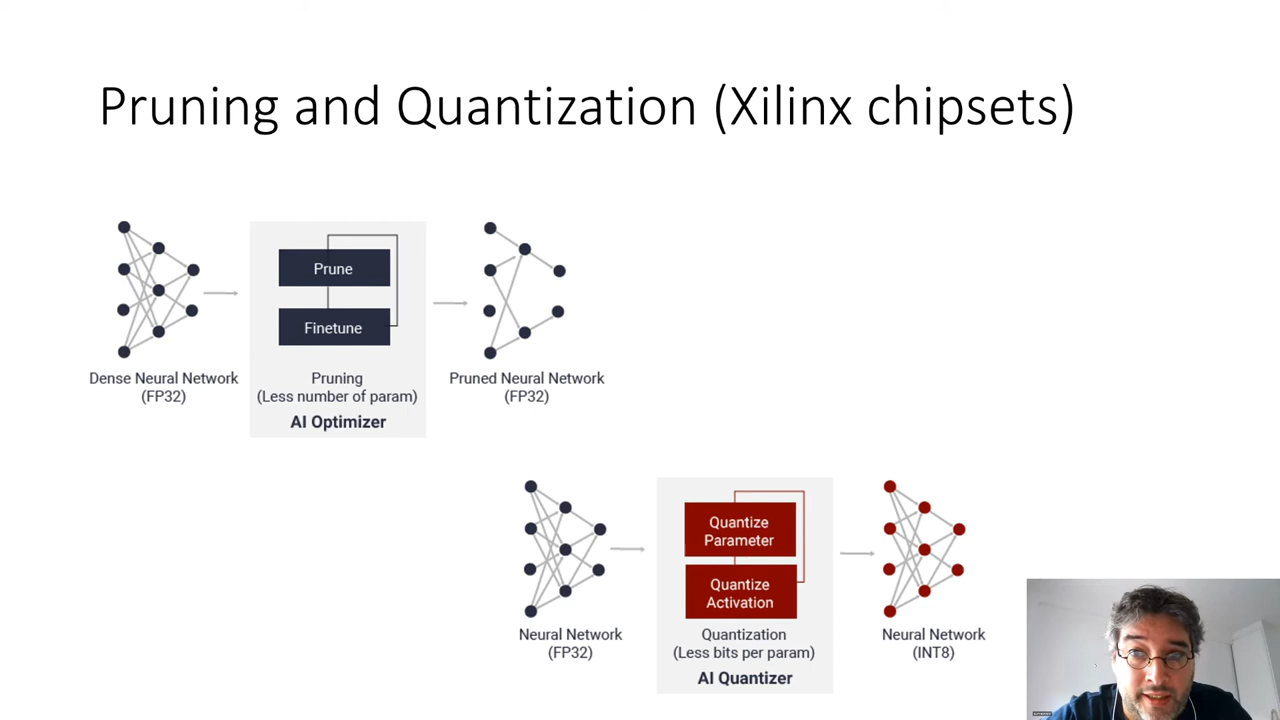 Pruning and Quantization (Xilinx chipsets)
Prune
Finetune
Dense Neural Network
(FP32)
Pruning
(Less number of param)
AI Optimizer
Pruned Neural Network
(FP32)
Quantize
Parameter
Quantize
Activation
Neural Network
(FP32)
Quantization
(Less bits per param)
AI Quantizer
Neural Network
(INT8)